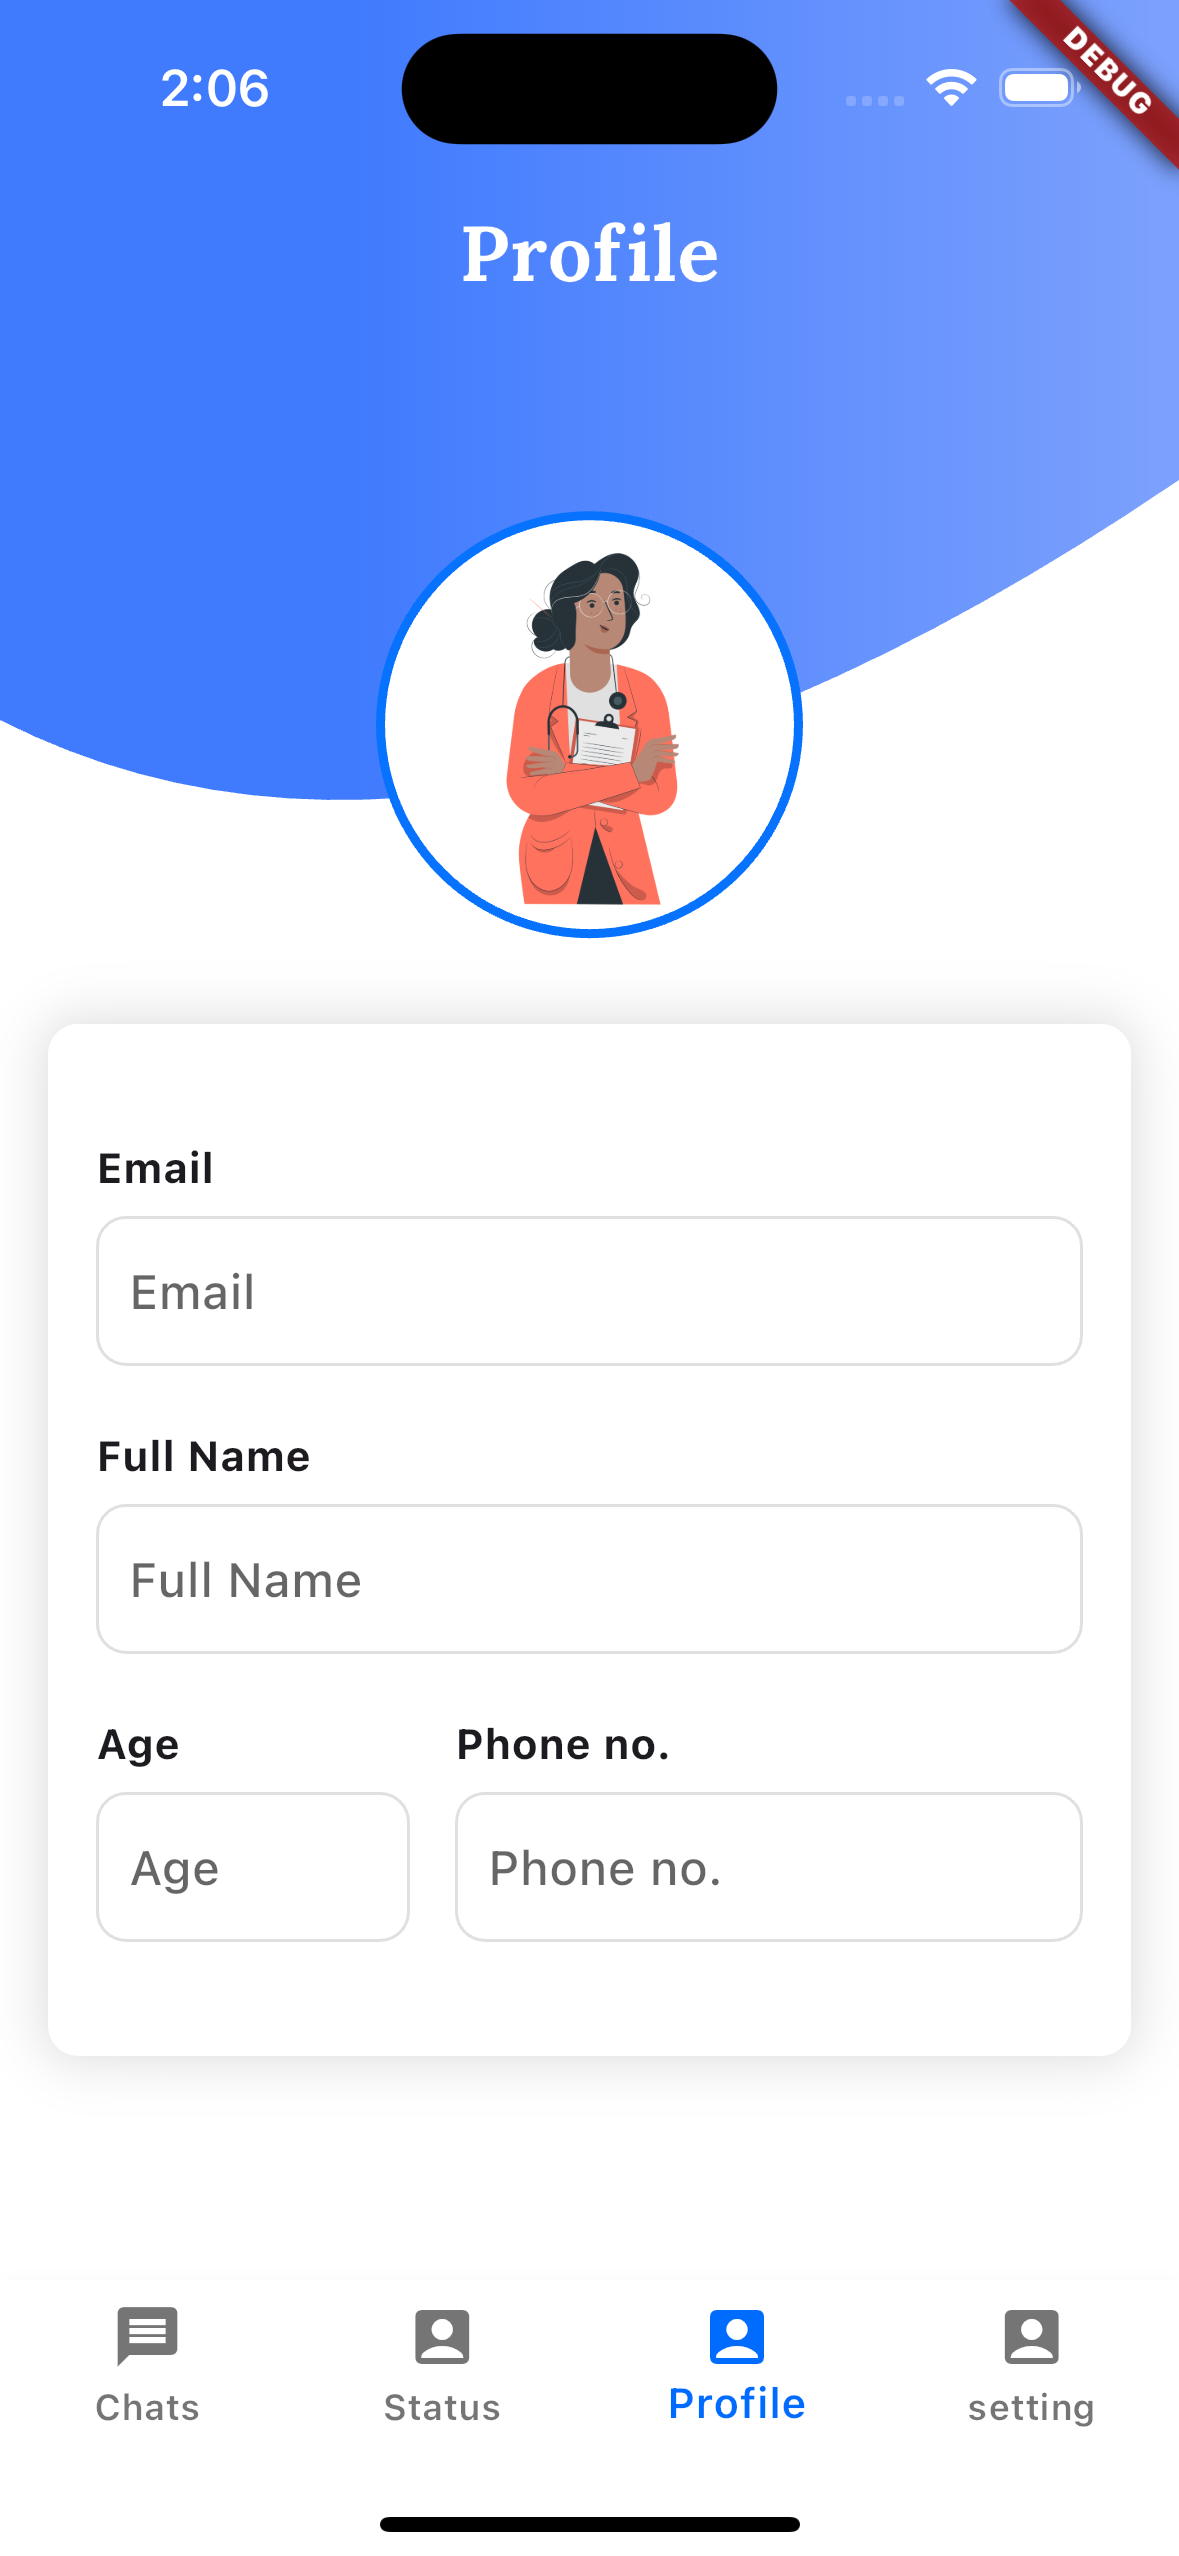 2:06
DEBUG
Profile
Email
Email
Full Name
Full Name
Age Phone no.
Age Phone no.
Chats Status Profile setting